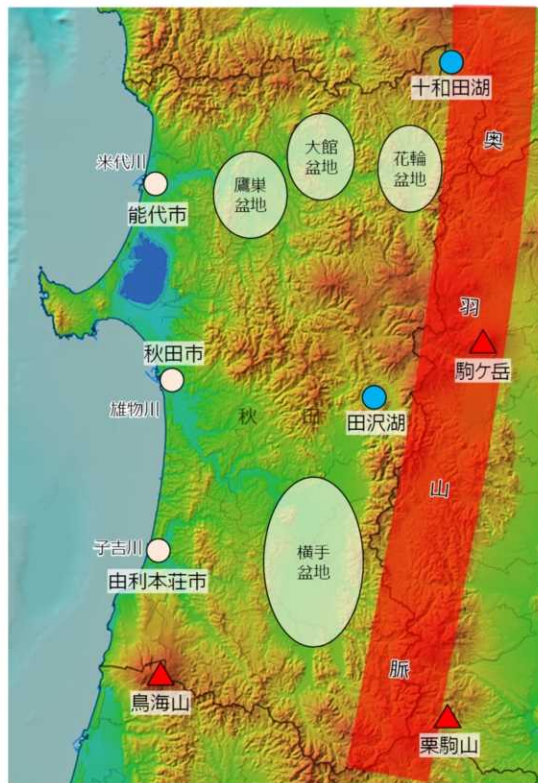 十和田湖
奥
大館
盆地
花輪
盆地
鷹巣
盆地
米代川
能代市
羽
駒ケ岳
秋田市
雄物川
秋
田
田沢湖
山
横手
盆地
子吉川
由利本荘市
脈
鳥海山
栗駒山